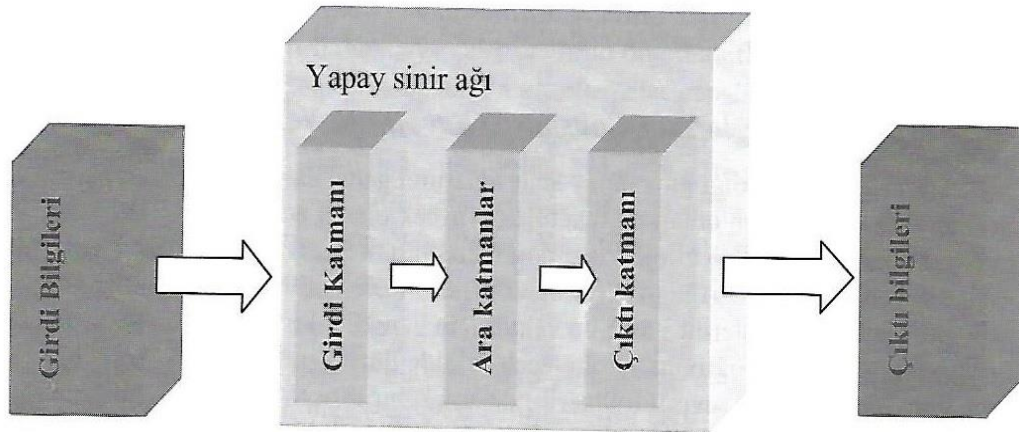 Yapay sinir ağı
Girdi Bilgileri
Girdi Katmanı
Ara katmanlar
Çıktı katmanı
Çıktı bilgileri